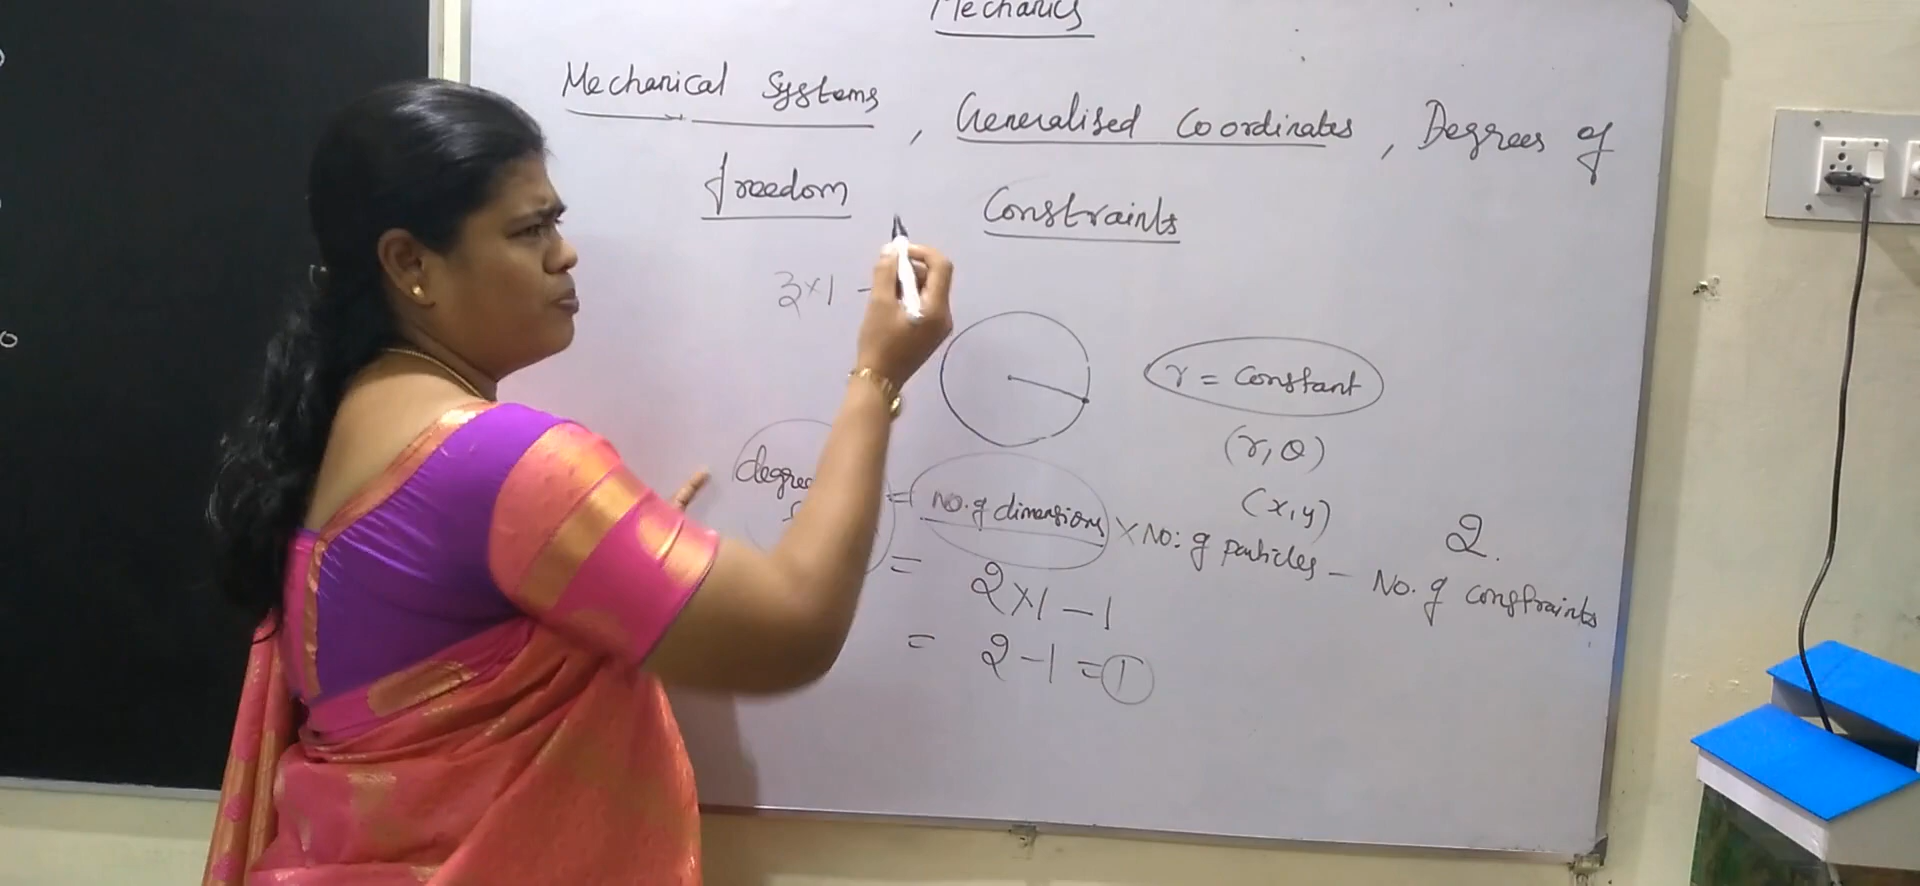 Mechanics
Mechanical Systems, Generalised Coordinates, Degrees of
freedom Constraints
3×1 -
r = constant
(r, θ)
(x, y)
2.
= No. of dimensions × No: of particles - No. of constraints
= 2×1 - 1
= 2 - 1 = 1